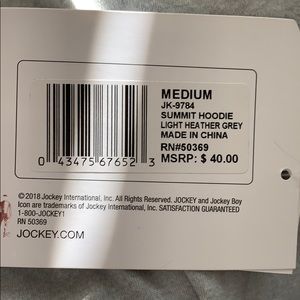 MEDIUM
JK-9784
SUMMIT HOODIE
LIGHT HEATHER GREY
MADE IN CHINA
RN#50369
MSRP: $ 40.00
0 43475 67652 3
©2018 Jockey International, Inc. All Rights Reserved. JOCKEY and Jockey Boy
Icon are trademarks of Jockey International, Inc. SATISFACTION GUARANTEED
1-800-JOCKEY1
RN 50369
JOCKEY.COM